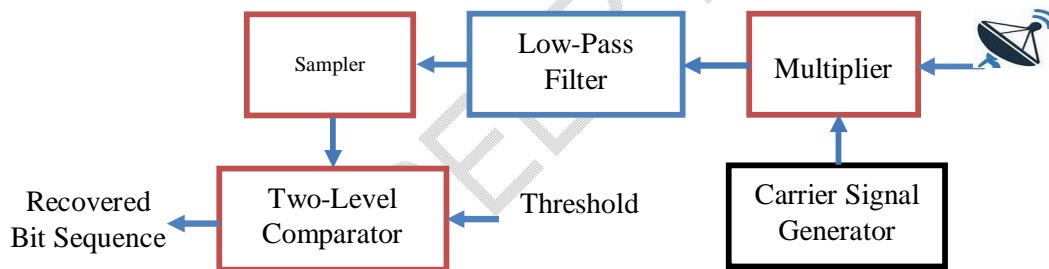 Sampler
Low-Pass
Filter
Multiplier
Recovered
Bit Sequence
Two-Level
Comparator
Threshold
Carrier Signal
Generator